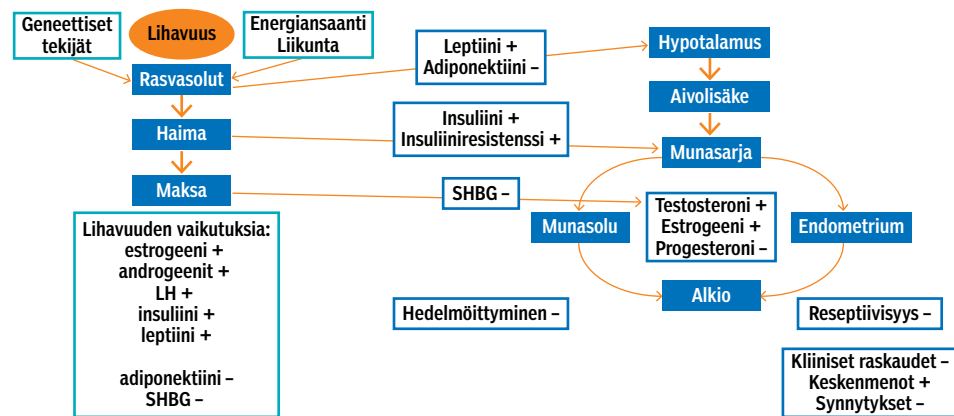 Geneettiset
tekijät
Lihavuus
Energiansaanti
Liikunta
Rasvasolut
Haima
Maksa
Leptiini +
Adiponektiini –
Insuliini +
Insuliiniresistenssi +
SHBG –
Hypotalamus
Aivolisäke
Munasarja
Munasolu
Testosteroni +
Estrogeeni +
Progesteroni –
Endometrium
Alkio
Lihavuuden vaikutuksia:
estrogeeni +
androgeenit +
LH +
insuliini +
leptiini +
adiponektiini –
SHBG –
Hedelmöittyminen –
Reseptiivisyys –
Kliiniset raskaudet –
Keskenmenot +
Synnytykset –